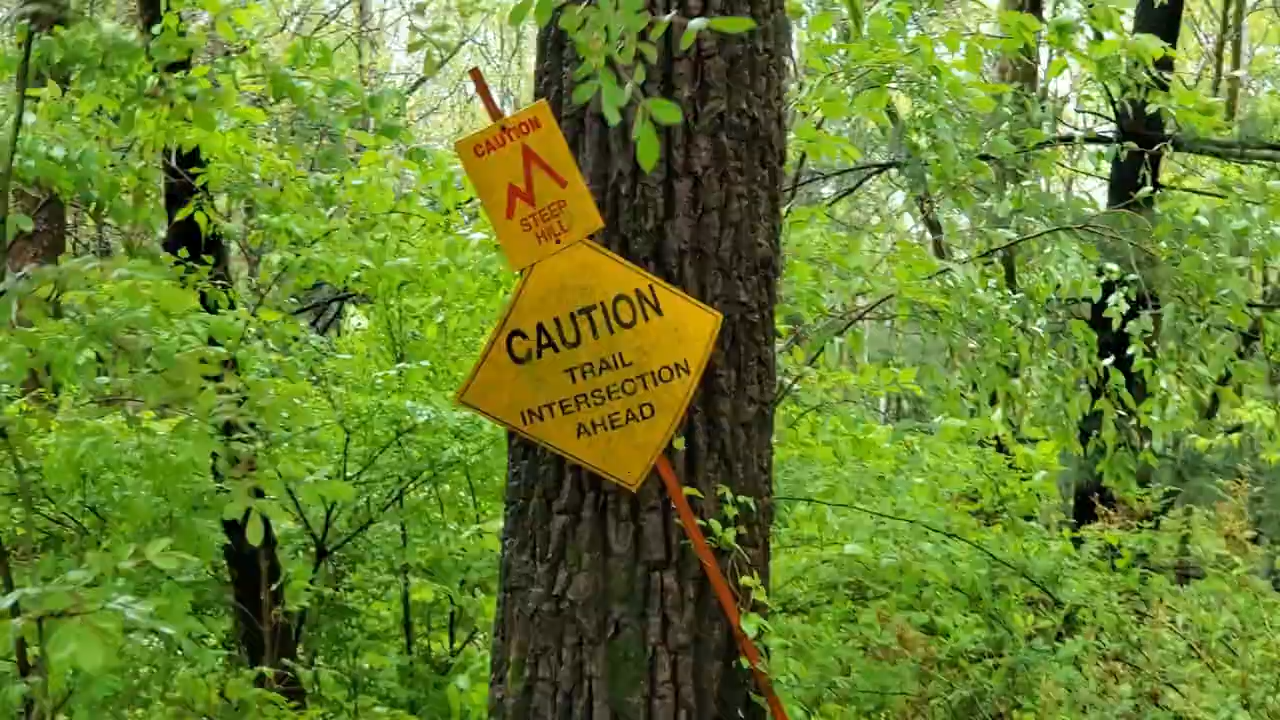 CAUTION
STEEP
HILL
CAUTION
TRAIL
INTERSECTION
AHEAD